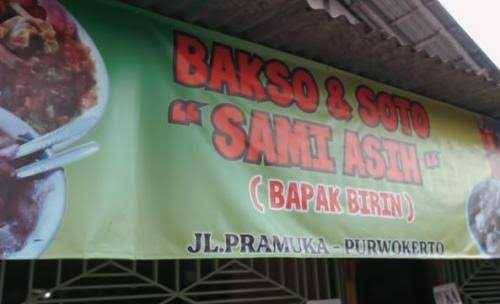 BAKSO & SOTO
“ SAMI ASIH “
( BAPAK BIRIN )
JL.PRAMUKA - PURWOKERTO